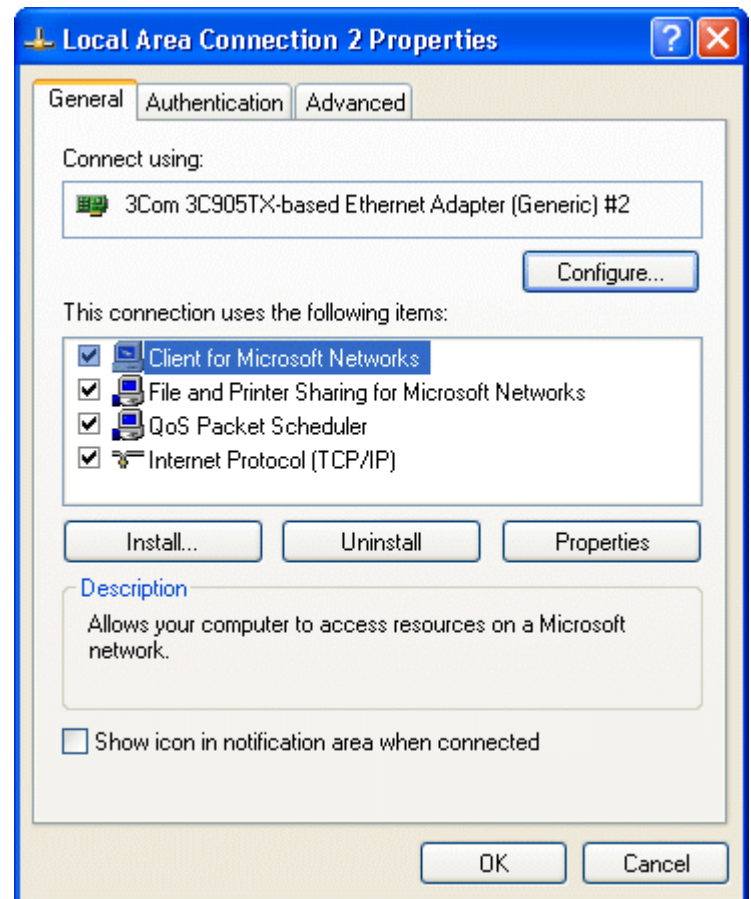 Local Area Connection 2 Properties
General Authentication Advanced
Connect using:
3Com 3C905TX-based Ethernet Adapter (Generic) #2
Configure...
This connection uses the following items:
Client for Microsoft Networks
File and Printer Sharing for Microsoft Networks
QoS Packet Scheduler
Internet Protocol (TCP/IP)
Install... Uninstall Properties
Description
Allows your computer to access resources on a Microsoft
network.
Show icon in notification area when connected
OK Cancel